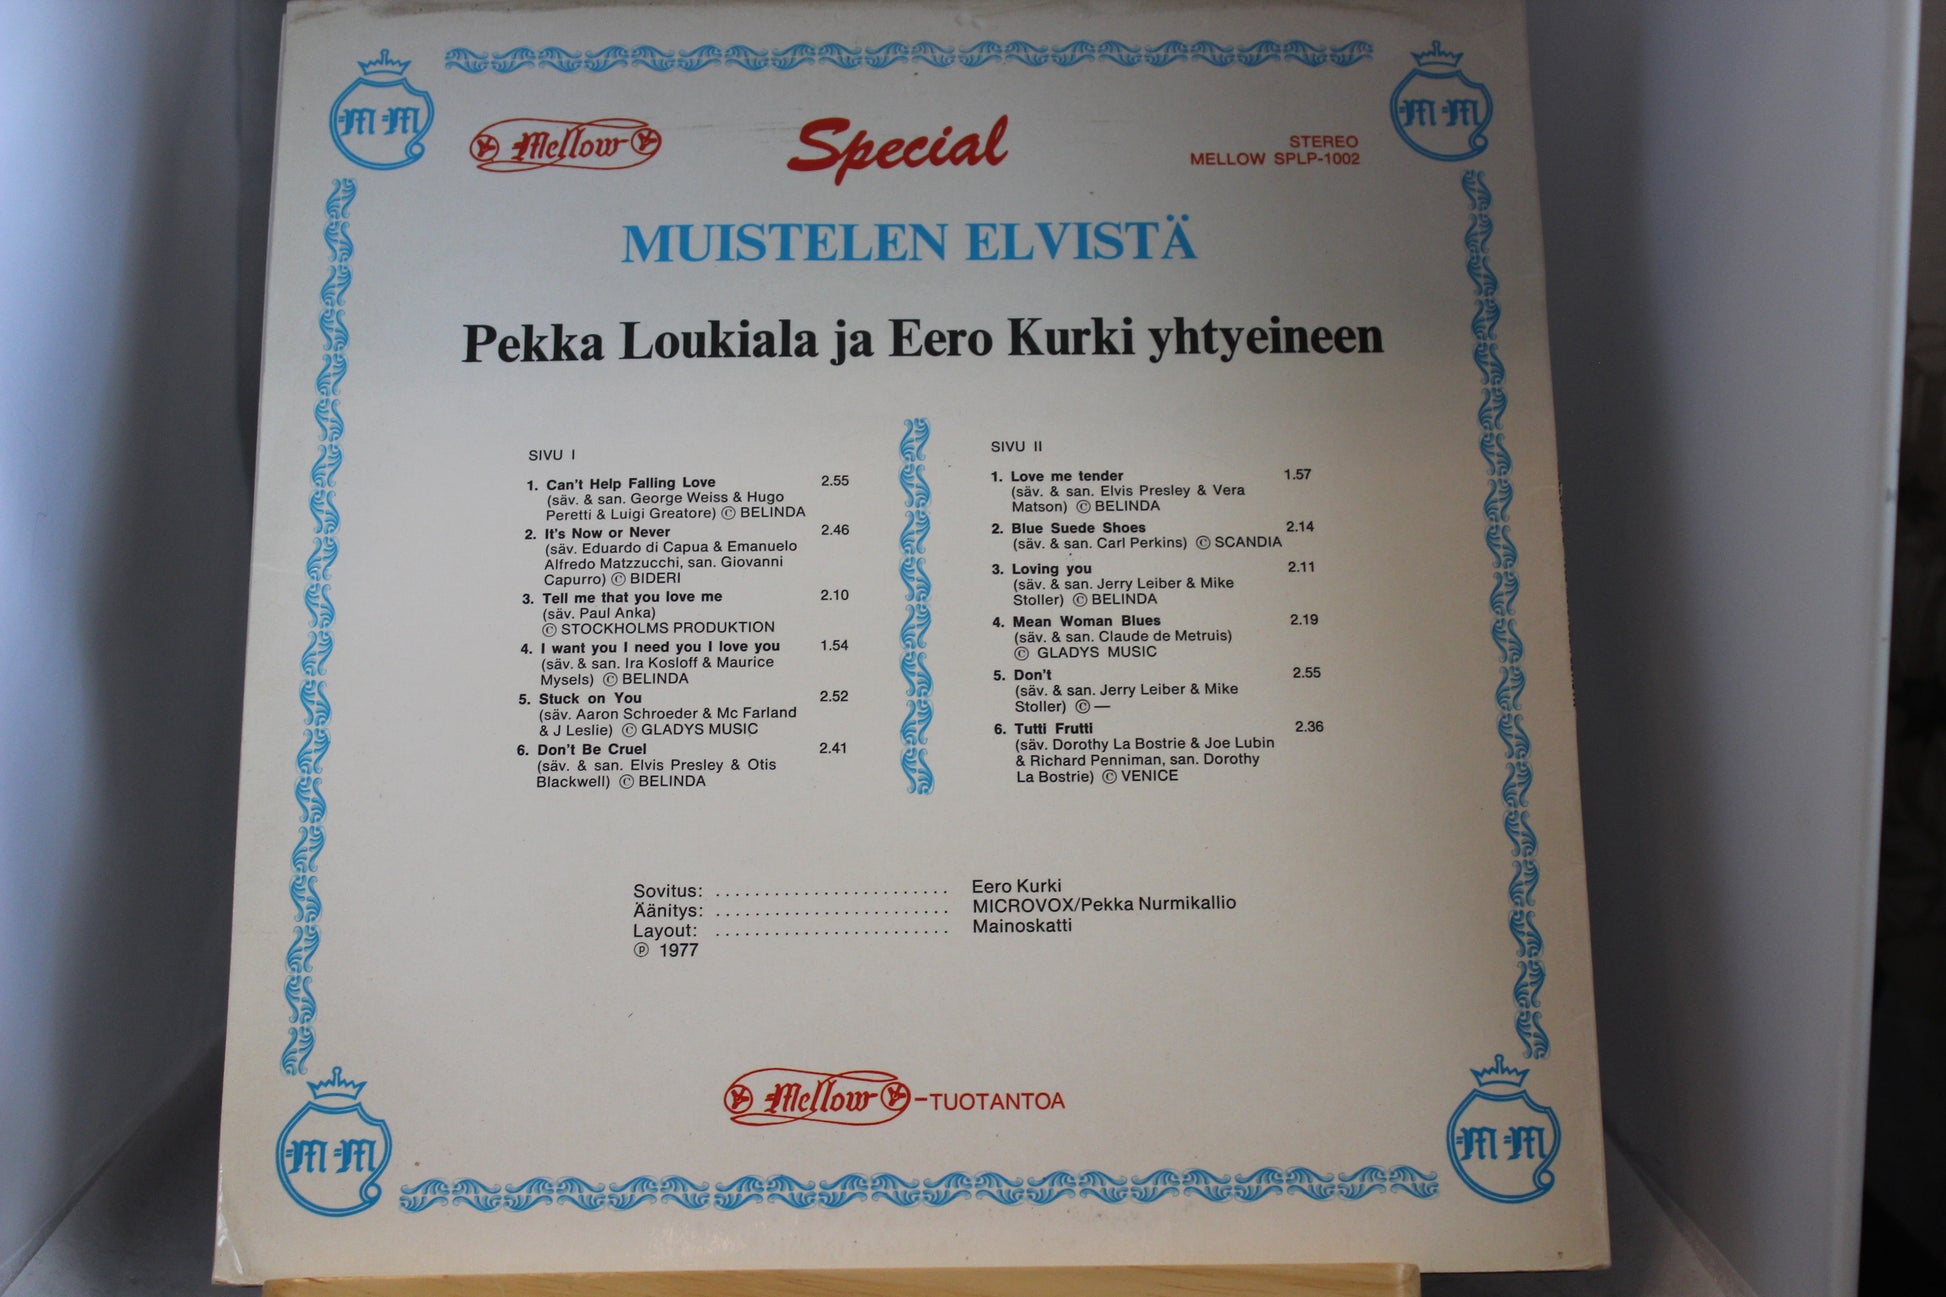 M M
M M
Mellow
Special
STEREO
MELLOW SPLP-1002
MUISTELEN ELVISTÄ
Pekka Loukiala ja Eero Kurki yhtyeineen
SIVU I
1. Can't Help Falling Love 2.55
(säv. & san. George Weiss & Hugo
Peretti & Luigi Greatore) © BELINDA
2. It's Now or Never 2.46
(säv. Eduardo di Capua & Emanuelo
Alfredo Matzzucchi, san. Giovanni
Capurro) © BIDERI
3. Tell me that you love me 2.10
(säv. Paul Anka)
© STOCKHOLMS PRODUKTION
4. I want you I need you I love you 1.54
(säv. & san. Ira Kosloff & Maurice
Mysels) © BELINDA
5. Stuck on You 2.52
(säv. Aaron Schroeder & Mc Farland
& J Leslie) © GLADYS MUSIC
6. Don't Be Cruel 2.41
(säv. & san. Elvis Presley & Otis
Blackwell) © BELINDA
SIVU II
1. Love me tender 1.57
(säv. & san. Elvis Presley & Vera
Matson) © BELINDA
2. Blue Suede Shoes 2.14
(säv. & san. Carl Perkins) © SCANDIA
3. Loving you 2.11
(säv. & san. Jerry Leiber & Mike
Stoller) © BELINDA
4. Mean Woman Blues 2.19
(säv. & san. Claude de Metruis)
© GLADYS MUSIC
5. Don't 2.55
(säv. & san. Jerry Leiber & Mike
Stoller) © —
6. Tutti Frutti 2.36
(säv. Dorothy La Bostrie & Joe Lubin
& Richard Penniman, san. Dorothy
La Bostrie) © VENICE
Sovitus: ........................ Eero Kurki
Äänitys: ........................ MICROVOX/Pekka Nurmikallio
Layout: ........................ Mainoskatti
℗ 1977
Mellow -TUOTANTOA
M M
M M